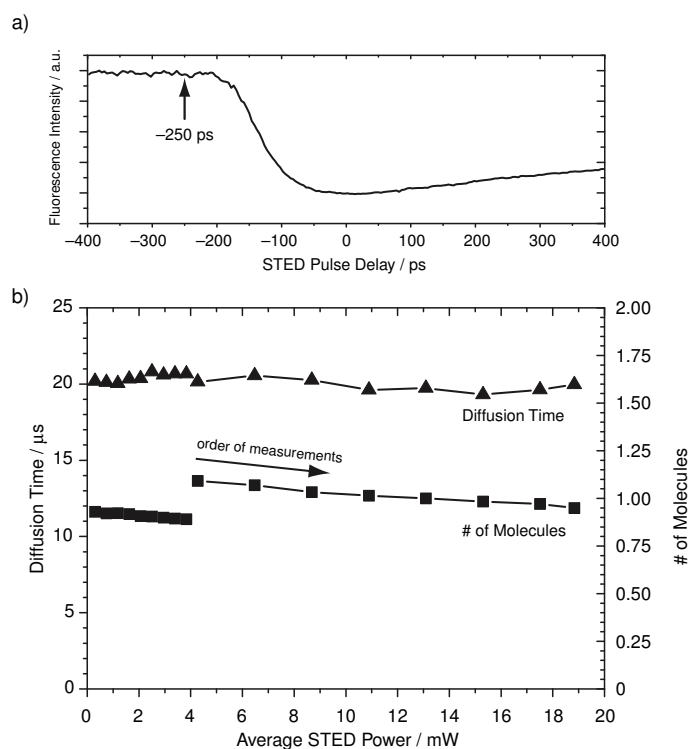 a)
Fluorescence Intensity / a.u.
–250 ps
–400 –300 –200 –100 0 100 200 300 400
STED Pulse Delay / ps
b)
25
20
15
10
5
0
Diffusion Time / µs
2.00
1.75
1.50
1.25
1.00
0.75
0.50
0.25
0
# of Molecules
Diffusion Time
order of measurements
# of Molecules
0 2 4 6 8 10 12 14 16 18 20
Average STED Power / mW